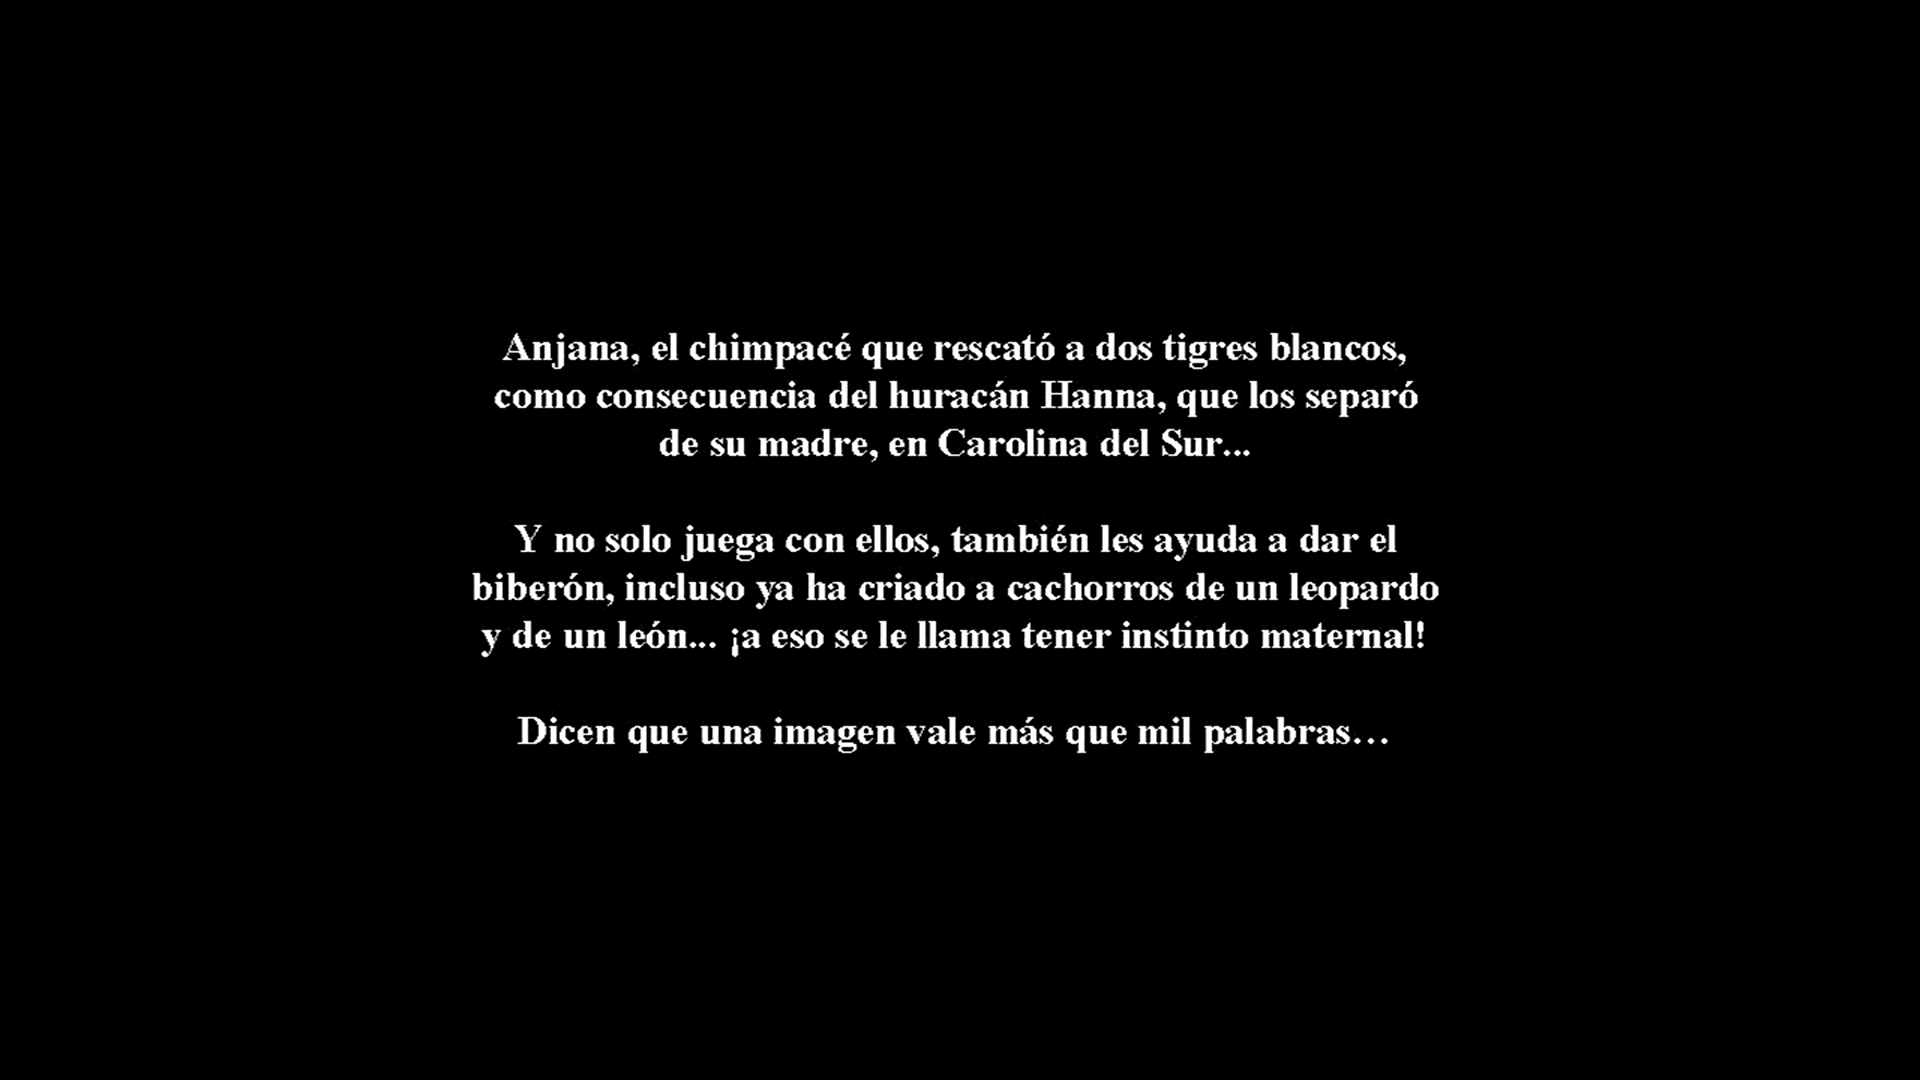 Anjana, el chimpacé que rescató a dos tigres blancos,
como consecuencia del huracán Hanna, que los separó
de su madre, en Carolina del Sur...
Y no solo juega con ellos, también les ayuda a dar el
biberón, incluso ya ha criado a cachorros de un leopardo
y de un león... ¡a eso se le llama tener instinto maternal!
Dicen que una imagen vale más que mil palabras…